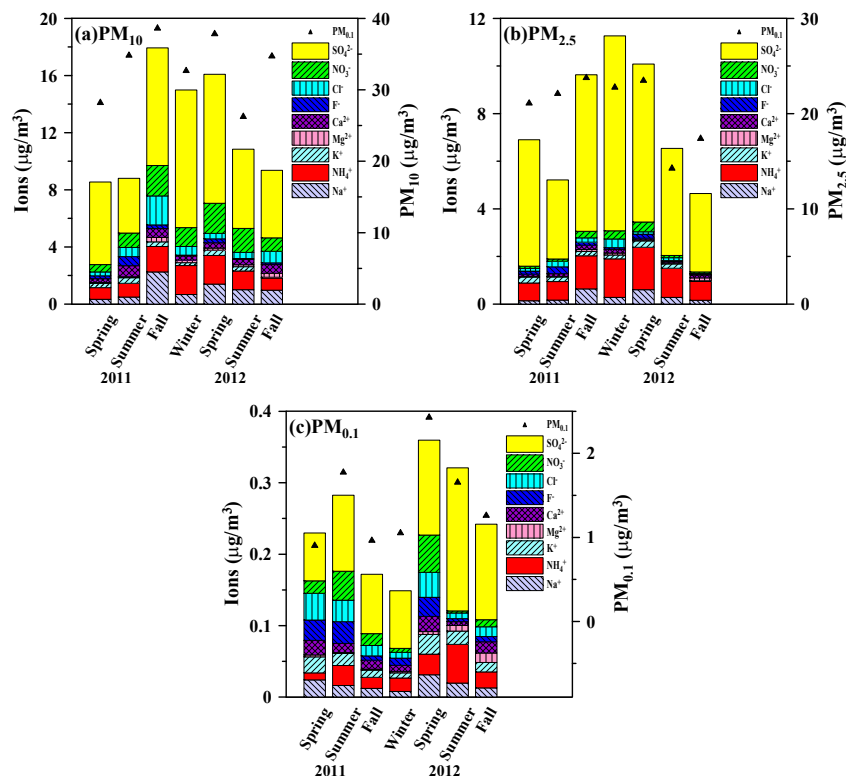 (a)PM10
Ions (μg/m³)
20
16
12
8
4
0
PM0.1
SO₄²⁻
NO₃⁻
Cl⁻
F⁻
Ca²⁺
Mg²⁺
K⁺
NH₄⁺
Na⁺
40
30
20
10
0
PM10 (μg/m³)
Spring
Summer
Fall
Winter
Spring
Summer
Fall
2011
2012
(b)PM2.5
Ions (μg/m³)
12
8
4
0
PM0.1
SO₄²⁻
NO₃⁻
Cl⁻
F⁻
Ca²⁺
Mg²⁺
K⁺
NH₄⁺
Na⁺
30
20
10
0
PM2.5 (μg/m³)
Spring
Summer
Fall
Winter
Spring
Summer
Fall
2011
2012
(c)PM0.1
Ions (μg/m³)
0.4
0.3
0.2
0.1
0
PM0.1
SO₄²⁻
NO₃⁻
Cl⁻
F⁻
Ca²⁺
Mg²⁺
K⁺
NH₄⁺
Na⁺
2
1
0
PM0.1 (μg/m³)
Spring
Summer
Fall
Winter
Spring
Summer
Fall
2011
2012